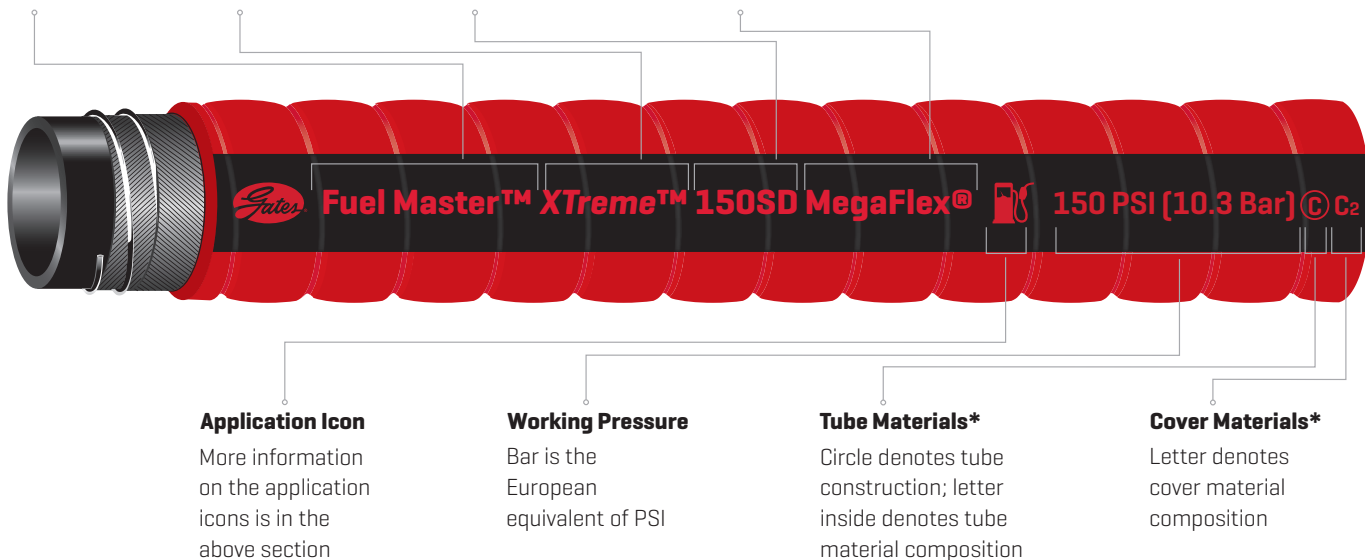 Gates Fuel Master™ XTreme™ 150SD MegaFlex® 150 PSI (10.3 Bar) Ⓒ C₂
Application Icon
More information
on the application
icons is in the
above section
Working Pressure
Bar is the
European
equivalent of PSI
Tube Materials*
Circle denotes tube
construction; letter
inside denotes tube
material composition
Cover Materials*
Letter denotes
cover material
composition